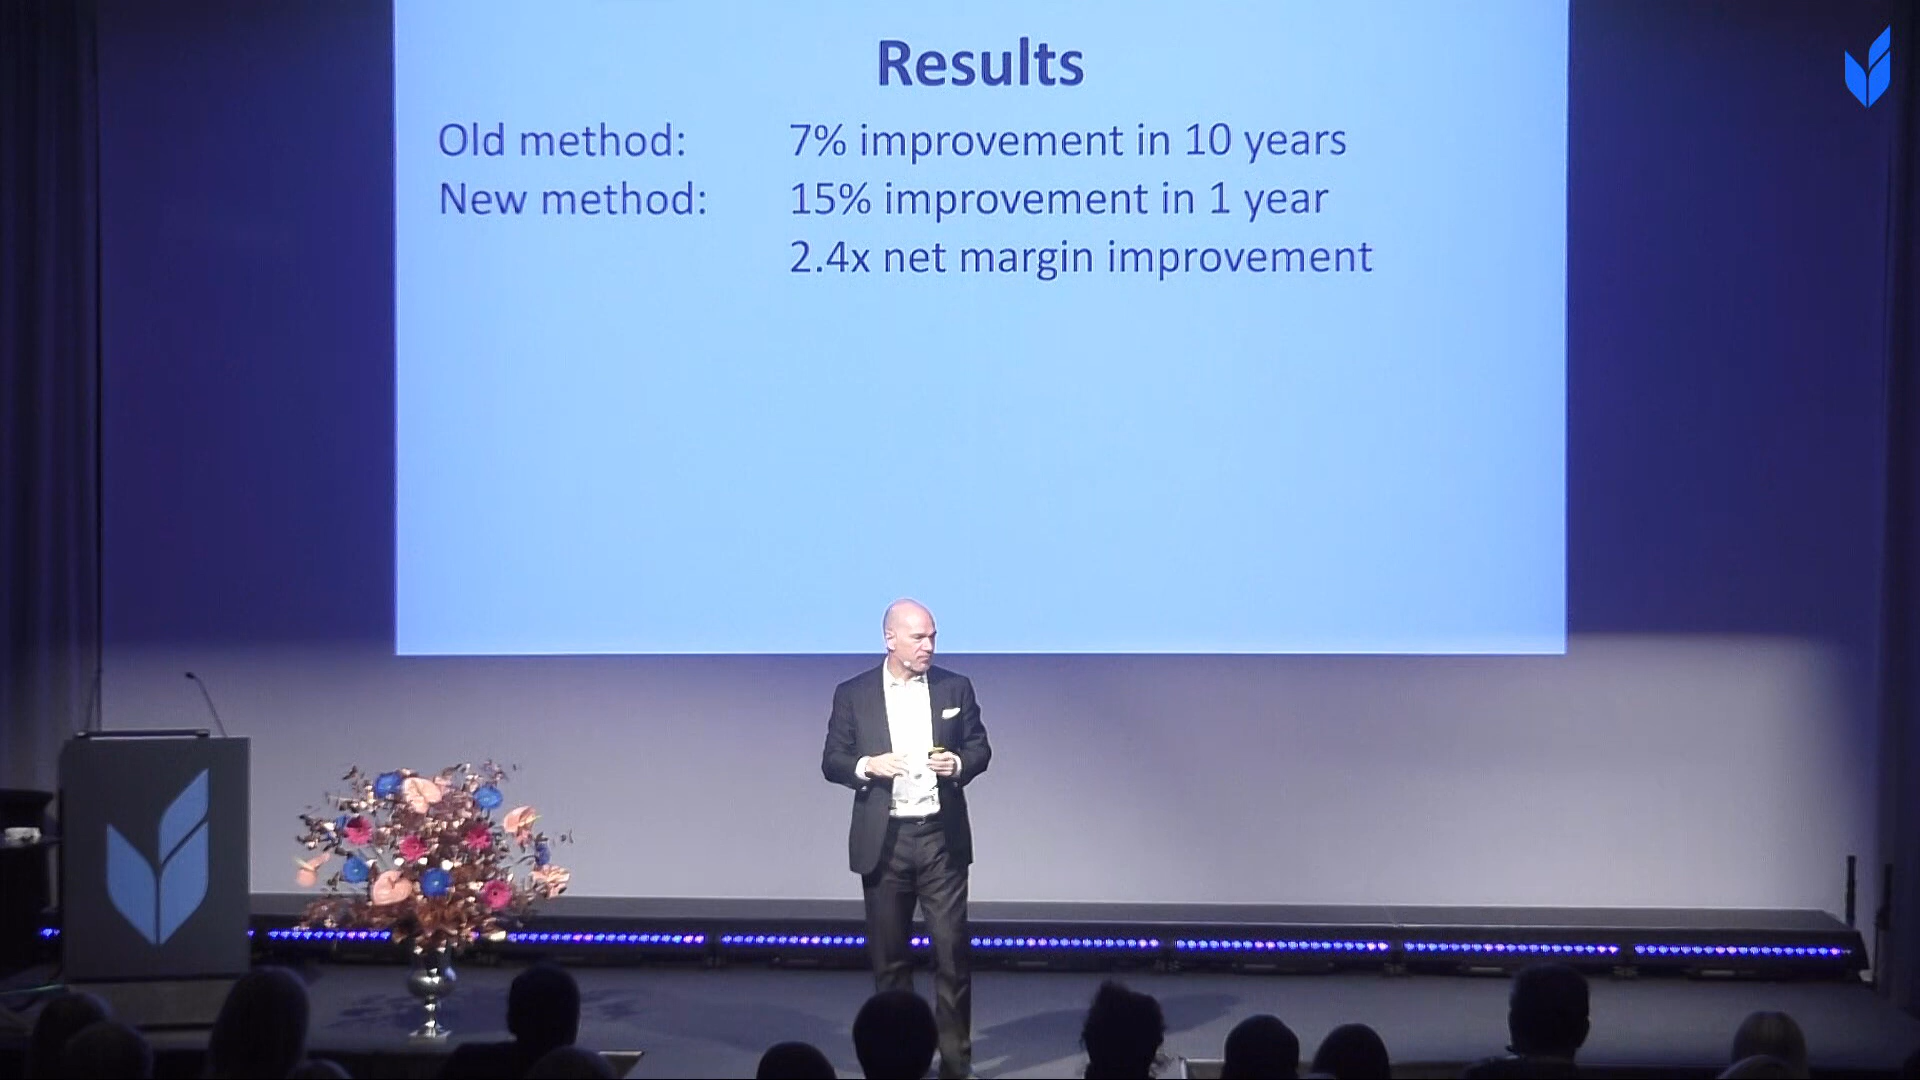 Results
Old method: 7% improvement in 10 years
New method: 15% improvement in 1 year
2.4x net margin improvement